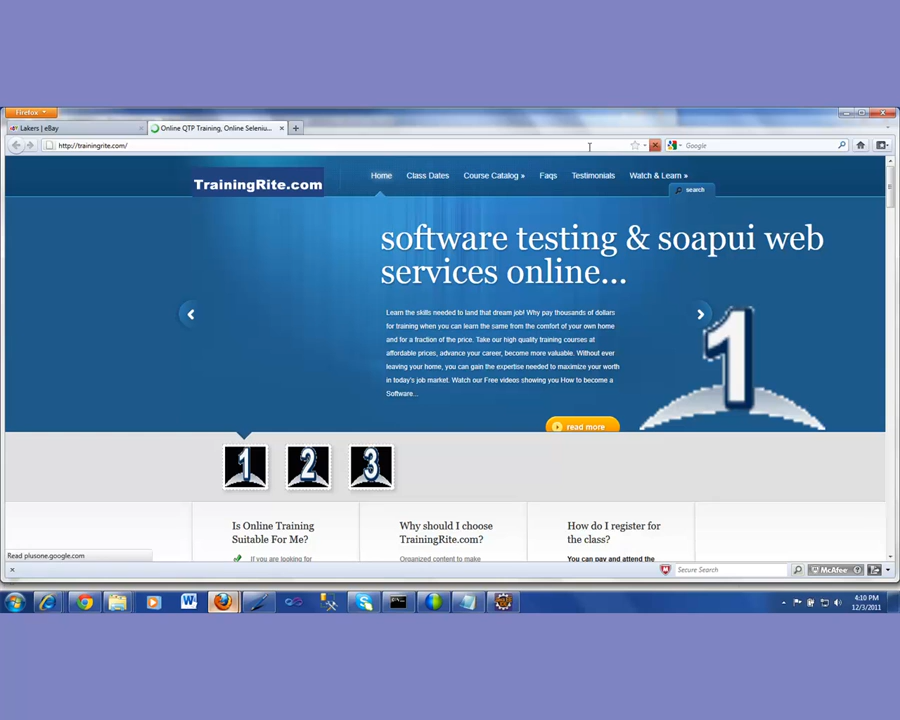 Firefox
Lakers | eBay
Online QTP Training, Online Seleniu...
http://trainingrite.com/
Google
TrainingRite.com
Home
Class Dates
Course Catalog »
Faqs
Testimonials
Watch & Learn »
search
software testing & soapui web
services online...
Learn the skills needed to land that dream job! Why pay thousands of dollars
for training when you can learn the same from the comfort of your own home
and for a fraction of the price. Take our high quality training courses at
affordable prices, advance your career, become more valuable. Without ever
leaving your home, you can gain the expertise needed to maximize your worth
in today's job market. Watch our Free videos showing you How to become a
Software...
1
read more
1
2
3
Is Online Training
Suitable For Me?
Why should I choose
TrainingRite.com?
How do I register for
the class?
If you are looking for
Organized content to make
You can pay and attend the
Read plusone.google.com
Secure Search
McAfee
4:10 PM
12/3/2011